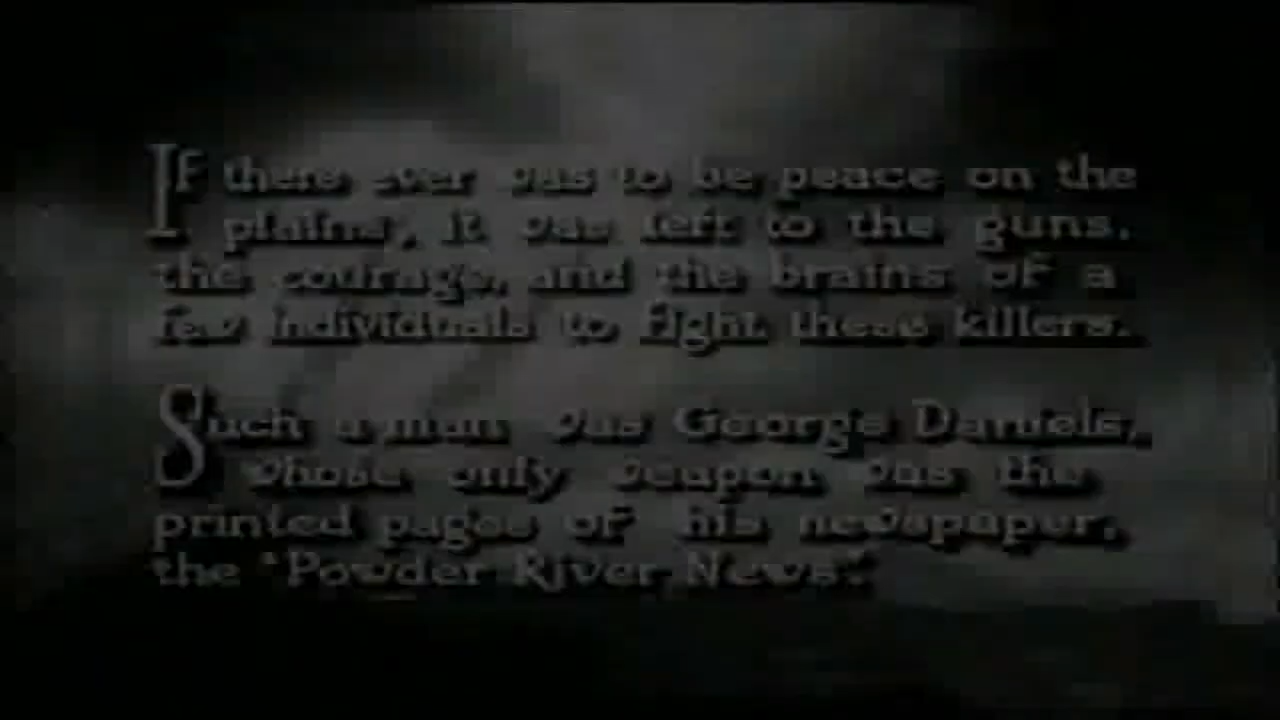 If there ever was to be peace on the
plains, it was left to the guns,
the courage, and the brains of a
few individuals to fight these killers.
Such a man was George Daniels,
whose only weapon was the
printed pages of his newspaper,
the "Powder River News".